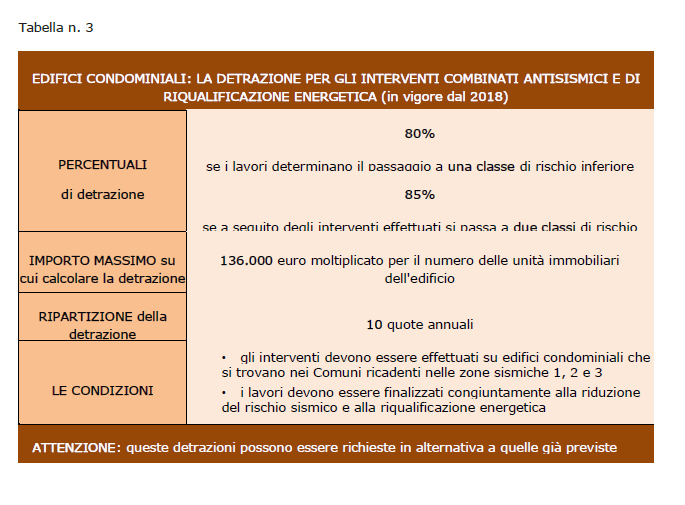 Tabella n. 3
EDIFICI CONDOMINIALI: LA DETRAZIONE PER GLI INTERVENTI COMBINATI ANTISISMICI E DI
RIQUALIFICAZIONE ENERGETICA (in vigore dal 2018)
PERCENTUALI
di detrazione
80%
se i lavori determinano il passaggio a una classe di rischio inferiore
85%
se a seguito degli interventi effettuati si passa a due classi di rischio
IMPORTO MASSIMO su
cui calcolare la detrazione
136.000 euro moltiplicato per il numero delle unità immobiliari
dell'edificio
RIPARTIZIONE della
detrazione
10 quote annuali
LE CONDIZIONI
• gli interventi devono essere effettuati su edifici condominiali che
si trovano nei Comuni ricadenti nelle zone sismiche 1, 2 e 3
• i lavori devono essere finalizzati congiuntamente alla riduzione
del rischio sismico e alla riqualificazione energetica
ATTENZIONE: queste detrazioni possono essere richieste in alternativa a quelle già previste